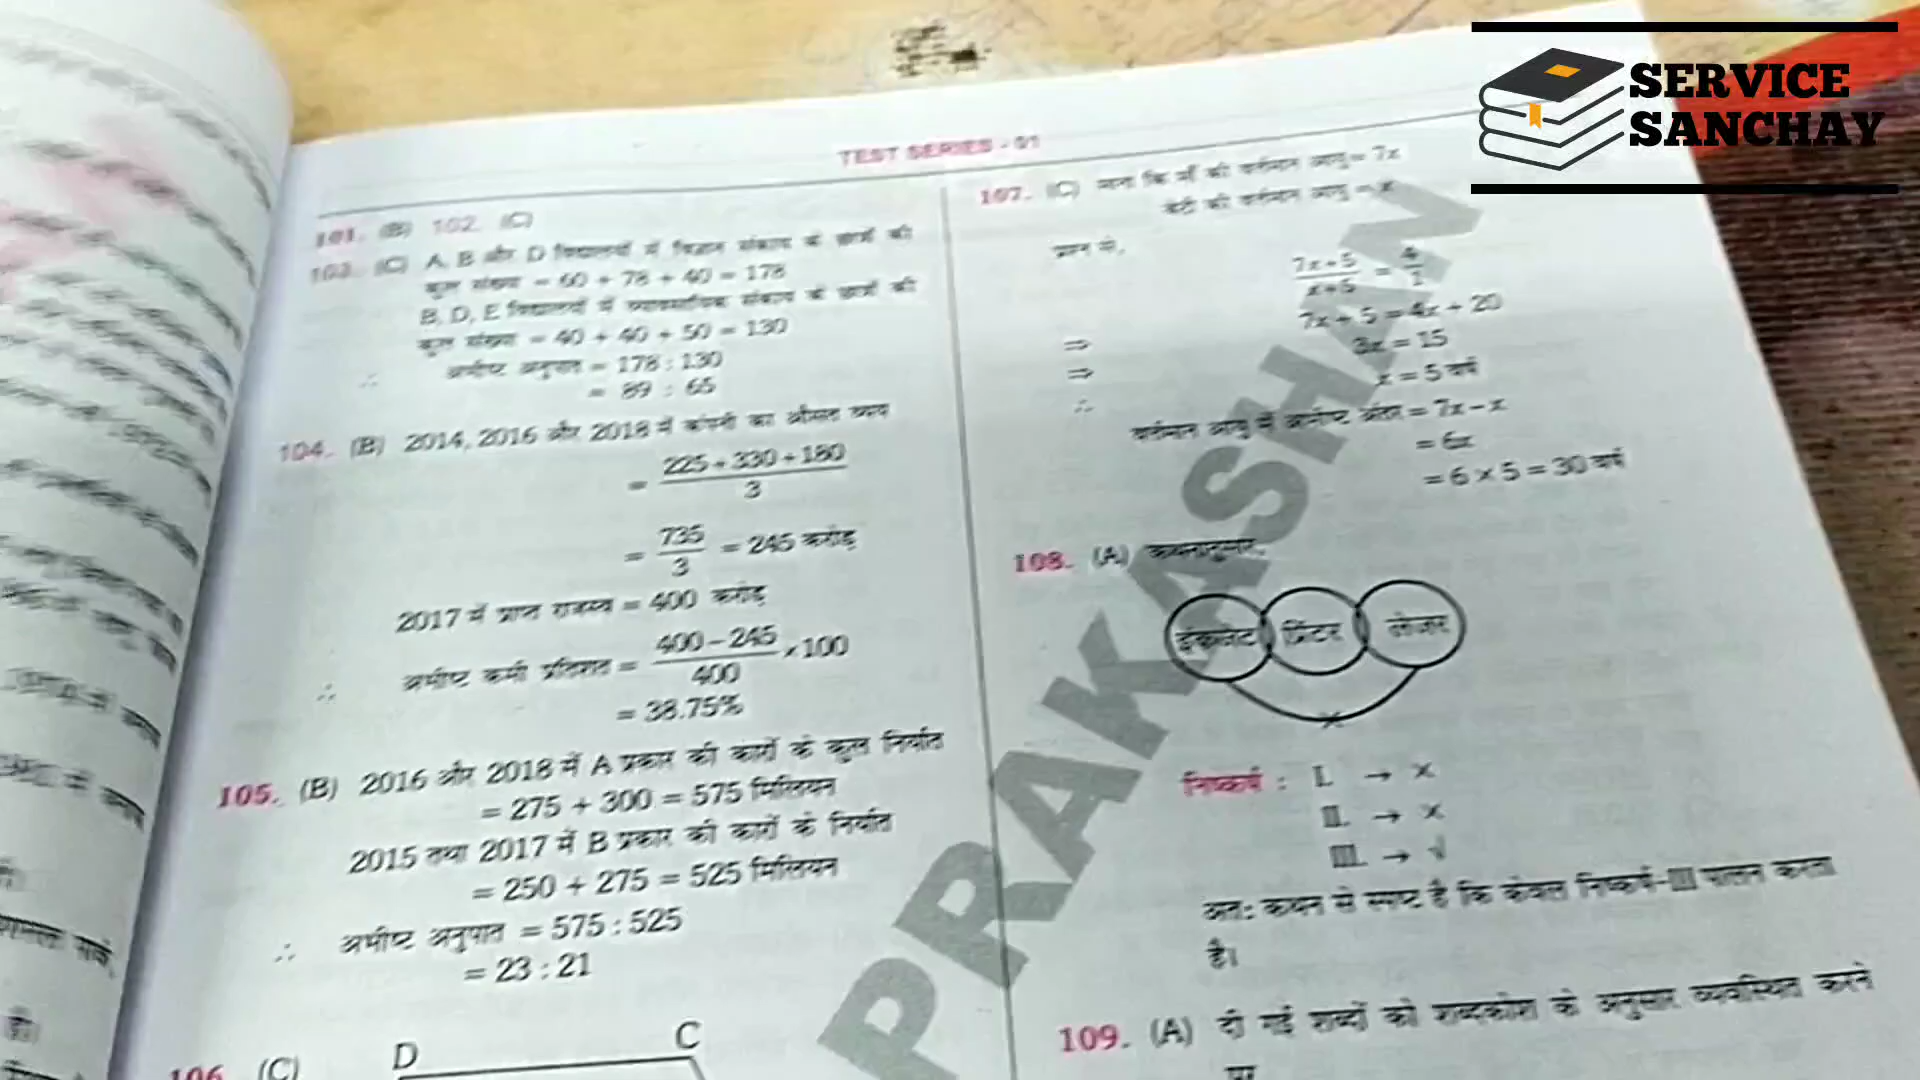 SERVICE
SANCHAY
TEST SERIES - 01
101. (B) 102. (C)
103. (C) A, B और D विद्यालयों में विज्ञान संकाय के छात्रों की
कुल संख्या = 60 + 78 + 40 = 178
B, D, E विद्यालयों में व्यावसायिक संकाय के छात्रों की
कुल संख्या = 40 + 40 + 50 = 130
∴ अभीष्ट अनुपात = 178 : 130
= 89 : 65
104. (B) 2014, 2016 और 2018 में कंपनी का औसत व्यय
= 225 + 330 + 180 / 3
= 735 / 3 = 245 करोड़
2017 में प्राप्त राजस्व = 400 करोड़
∴ अभीष्ट कमी प्रतिशत = 400 – 245 / 400 × 100
= 38.75%
105. (B) 2016 और 2018 में A प्रकार की कारों के कुल निर्यात
= 275 + 300 = 575 मिलियन
2015 तथा 2017 में B प्रकार की कारों के निर्यात
= 250 + 275 = 525 मिलियन
∴ अभीष्ट अनुपात = 575 : 525
= 23 : 21
106. (C)
D C
107. (C) माना कि माँ की वर्तमान आयु = 7x
बेटी की वर्तमान आयु = x
प्रश्न से,
7x + 5 / x + 5 = 4 / 1
7x + 5 = 4x + 20
⇒ 3x = 15
⇒ x = 5 वर्ष
∴ वर्तमान आयु में अभीष्ट अंतर = 7x – x
= 6x
= 6 × 5 = 30 वर्ष
108. (A) कथनानुसार,
इंकजेट प्रिंटर लेजर
×
निष्कर्ष : I. → ×
II. → ×
III. → √
अतः कथन से स्पष्ट है कि केवल निष्कर्ष-III पालन करता
है।
109. (A) दी गई शब्दों को शब्दकोश के अनुसार व्यवस्थित करने
पर
PRAKASHAN